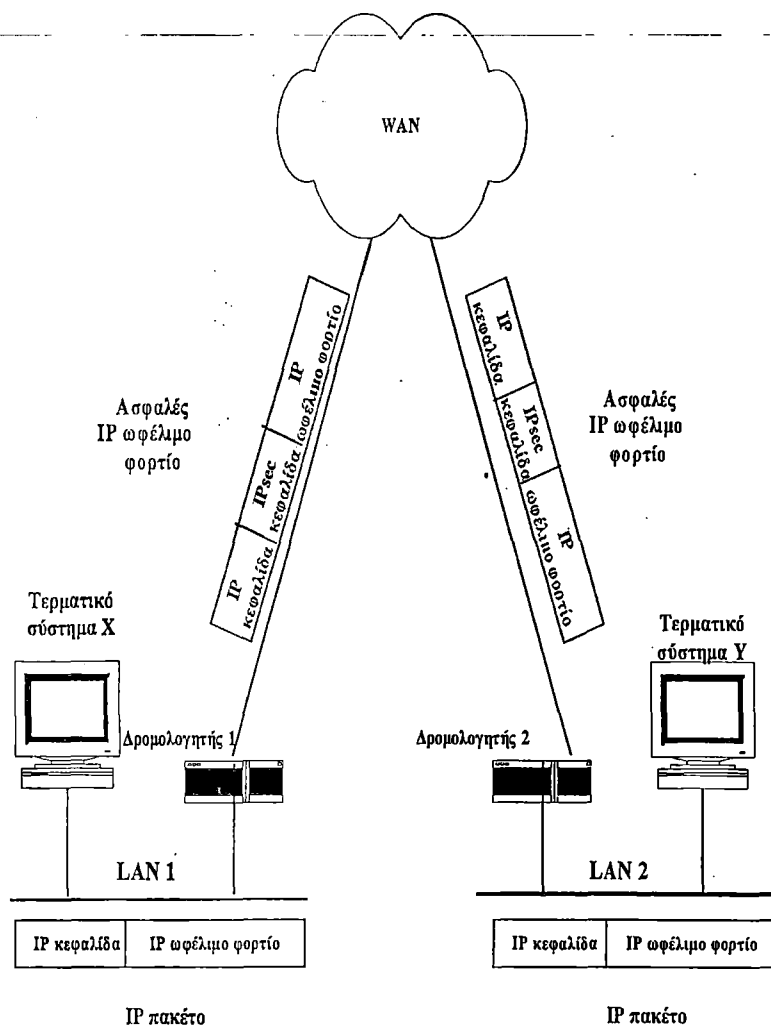 WAN
IP
ωφέλιμο φορτίο
IPsec
κεφαλίδα
IP
κεφαλίδα
IP
κεφαλίδα
IPsec
κεφαλίδα
IP
ωφέλιμο φορτίο
Ασφαλές
IP ωφέλιμο
φορτίο
Ασφαλές
IP ωφέλιμο
φορτίο
Τερματικό
σύστημα X
Τερματικό
σύστημα Y
Δρομολογητής 1
Δρομολογητής 2
LAN 1
LAN 2
IP κεφαλίδα
IP ωφέλιμο φορτίο
IP κεφαλίδα
IP ωφέλιμο φορτίο
IP πακέτο
IP πακέτο